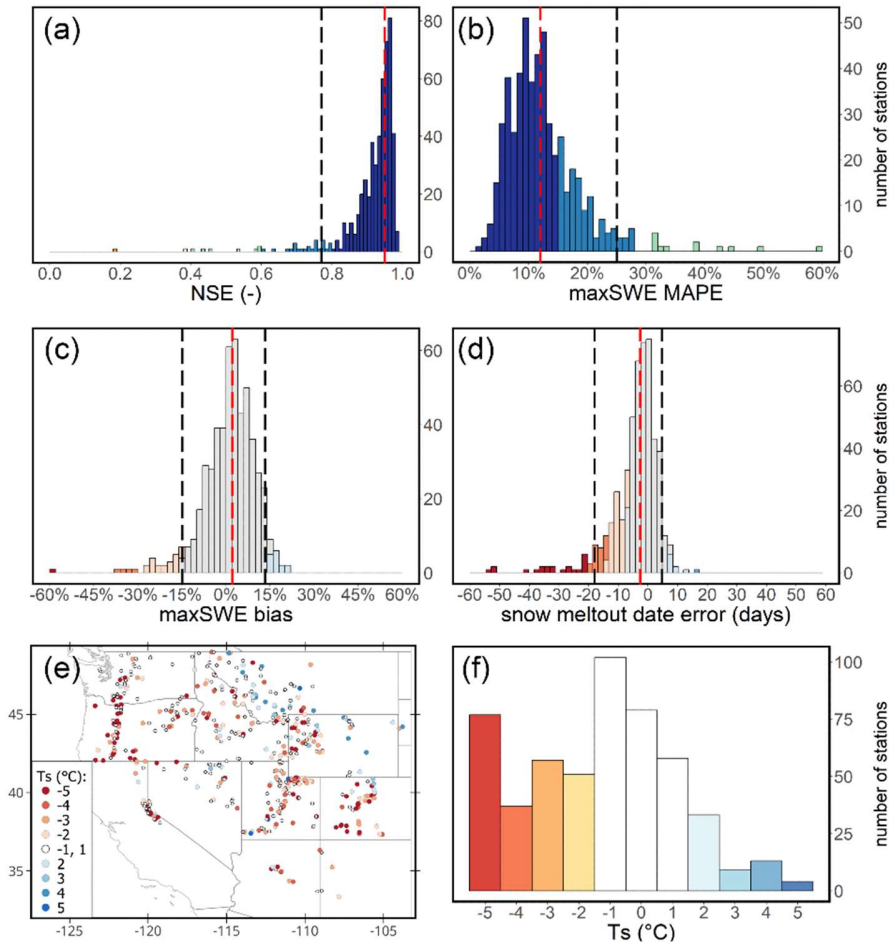 (a)
80
60
40
20
0
0.0 0.2 0.4 0.6 0.8 1.0
NSE (-)
(b)
50
40
30
20
10
0
number of stations
0% 10% 20% 30% 40% 50% 60%
maxSWE MAPE
(c)
60
40
20
0
-60% -45% -30% -15% 0% 15% 30% 45% 60%
maxSWE bias
(d)
60
40
20
0
number of stations
-60 -50 -40 -30 -20 -10 0 10 20 30 40 50 60
snow meltout date error (days)
(e)
-125 -120 -115 -110 -105
45
40
35
Ts (°C):
-5
-4
-3
-2
-1, 1
2
3
4
5
-125 -120 -115 -110 -105
(f)
100
75
50
25
0
number of stations
-5 -4 -3 -2 -1 0 1 2 3 4 5
Ts (°C)